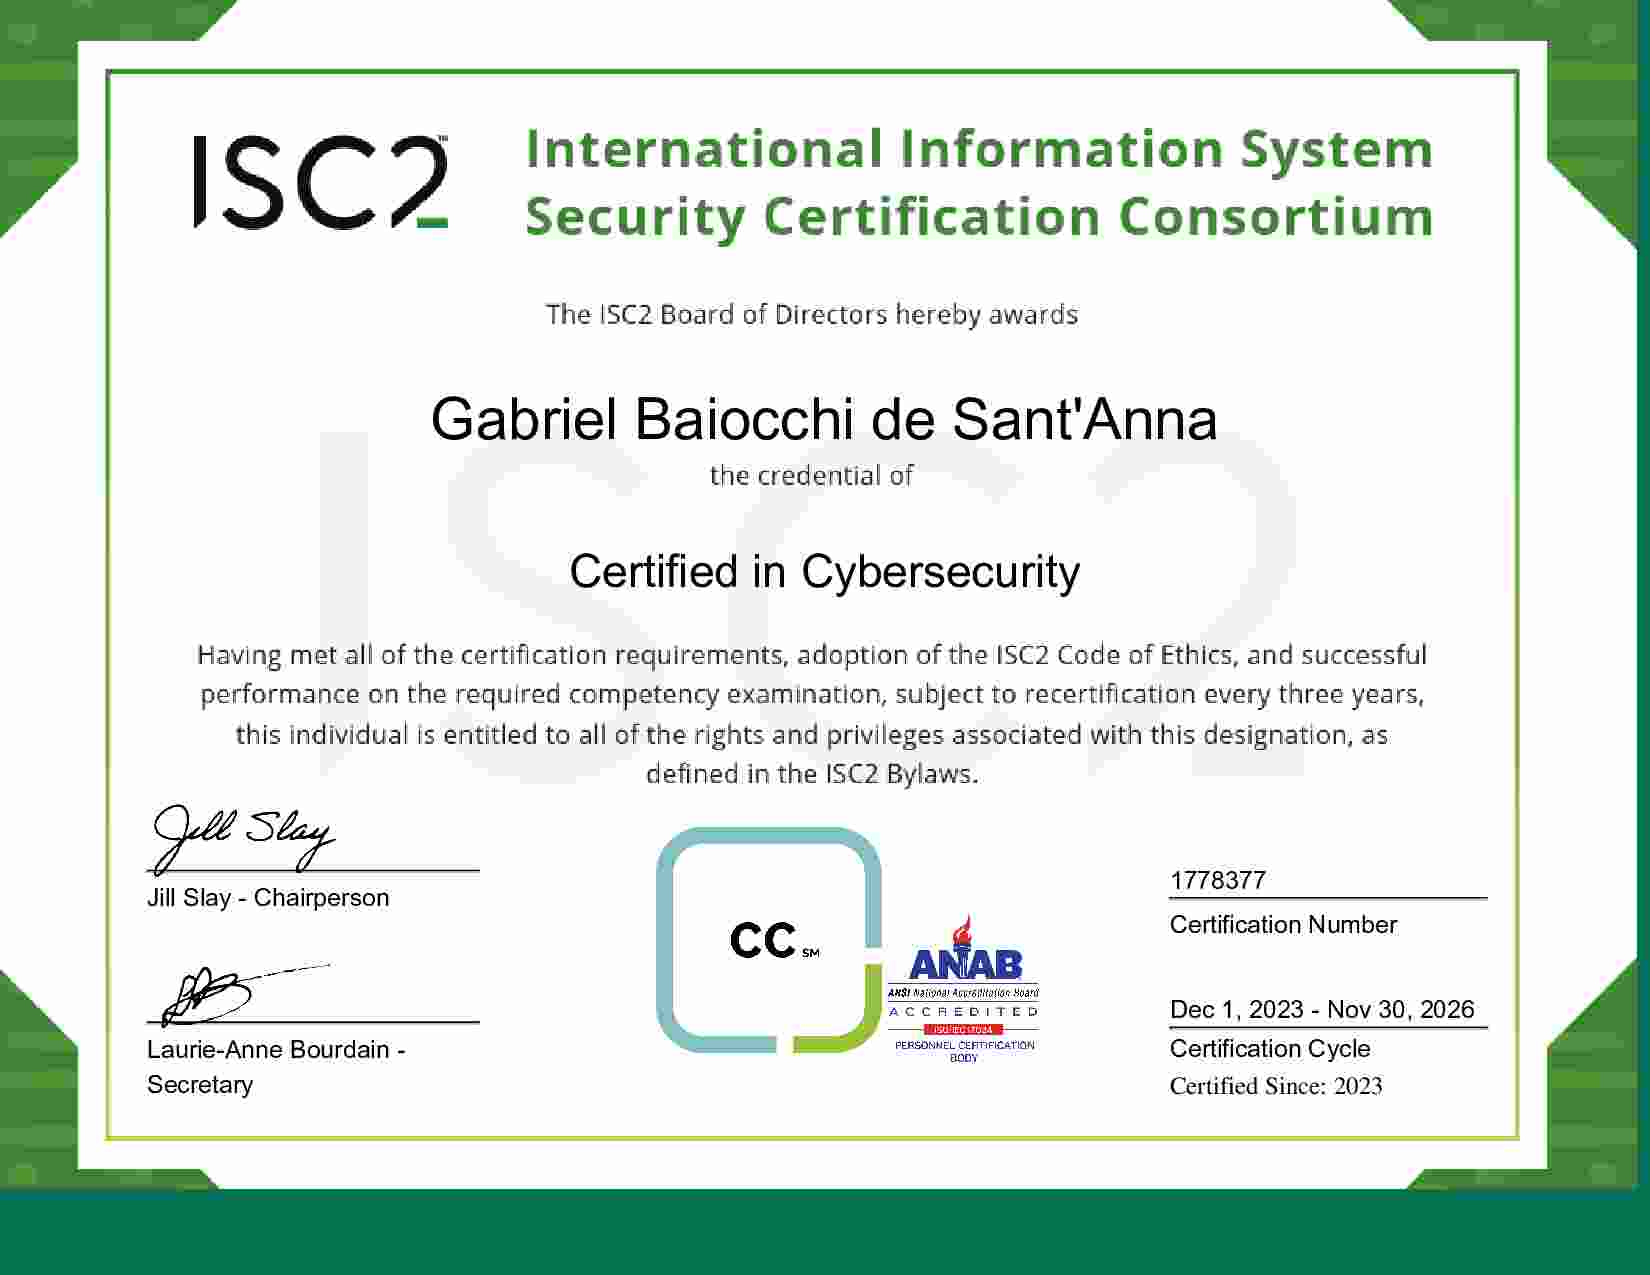 ISC2™
International Information System
Security Certification Consortium
The ISC2 Board of Directors hereby awards
Gabriel Baiocchi de Sant'Anna
the credential of
Certified in Cybersecurity
Having met all of the certification requirements, adoption of the ISC2 Code of Ethics, and successful
performance on the required competency examination, subject to recertification every three years,
this individual is entitled to all of the rights and privileges associated with this designation, as
defined in the ISC2 Bylaws.
Jill Slay
Jill Slay - Chairperson
Laurie-Anne Bourdain -
Secretary
CC SM
ANAB
ANSI National Accreditation Board
ACCREDITED
ISO/IEC 17024
PERSONNEL CERTIFICATION
BODY
1778377
Certification Number
Dec 1, 2023 - Nov 30, 2026
Certification Cycle
Certified Since: 2023